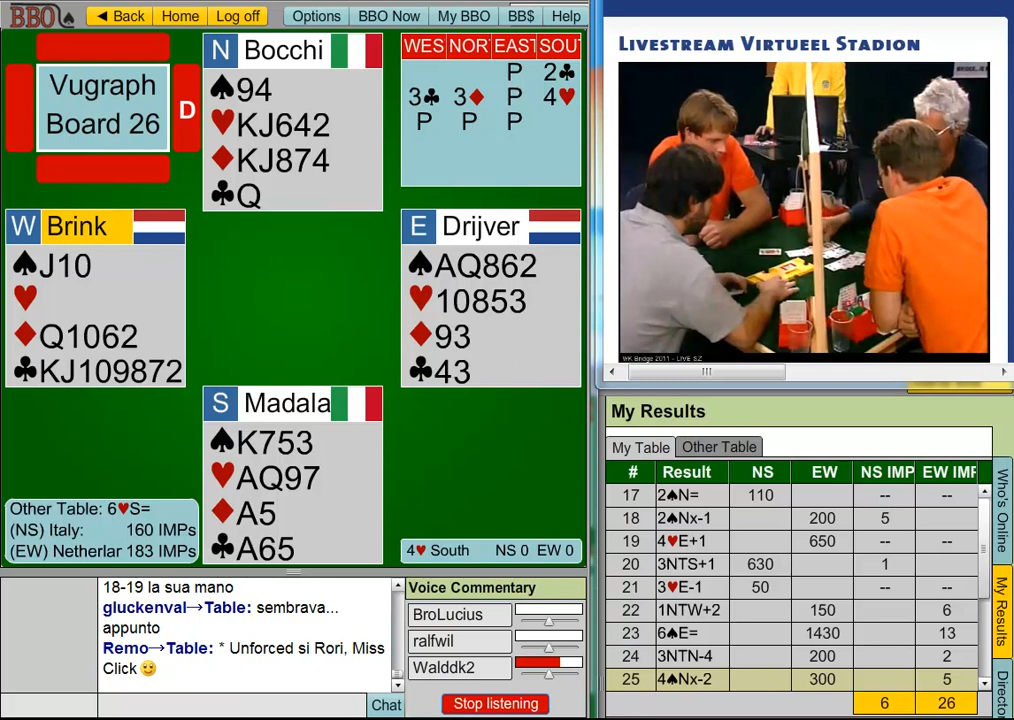 BBO ◄ Back Home Log off Options BBO Now My BBO BB$ Help
Vugraph
Board 26
D
N Bocchi
♠94
♥KJ642
♦KJ874
♣Q
WES NOR EAST SOU
P 2♣
3♣ 3♦ P 4♥
P P P
W Brink
♠J10
♥
♦Q1062
♣KJ109872
E Drijver
♠AQ862
♥10853
♦93
♣43
S Madala
♠K753
♥AQ97
♦A5
♣A65
Other Table: 6♥S=
(NS) Italy: 160 IMPs
(EW) Netherlar 183 IMPs
4♥ South NS 0 EW 0
18-19 la sua mano
gluckenval→Table: sembrava...
appunto
Remo→Table: * Unforced si Rori, Miss
Click
Chat
Voice Commentary
BroLucius
ralfwil
Walddk2
Stop listening
Livestream Virtueel Stadion
WK Bridge 2011 - LIVE SZ
My Results
My Table Other Table
# Result NS EW NS IMP EW IMF
17 2♠N= 110 -- --
18 2♠Nx-1 200 5
19 4♥E+1 650 -- --
20 3NTS+1 630 1
21 3♥E-1 50 -- --
22 1NTW+2 150 6
23 6♠E= 1430 13
24 3NTN-4 200 2
25 4♠Nx-2 300 5
6 26
Who's Online
My Results
Director